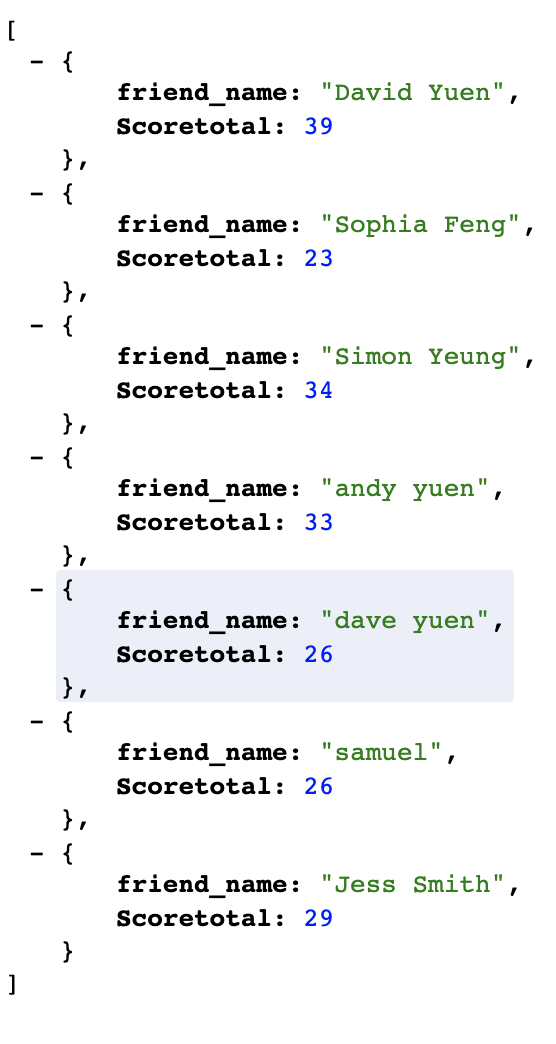 [
- {
friend_name: "David Yuen",
Scoretotal: 39
},
- {
friend_name: "Sophia Feng",
Scoretotal: 23
},
- {
friend_name: "Simon Yeung",
Scoretotal: 34
},
- {
friend_name: "andy yuen",
Scoretotal: 33
},
- {
friend_name: "dave yuen",
Scoretotal: 26
},
- {
friend_name: "samuel",
Scoretotal: 26
},
- {
friend_name: "Jess Smith",
Scoretotal: 29
}
]